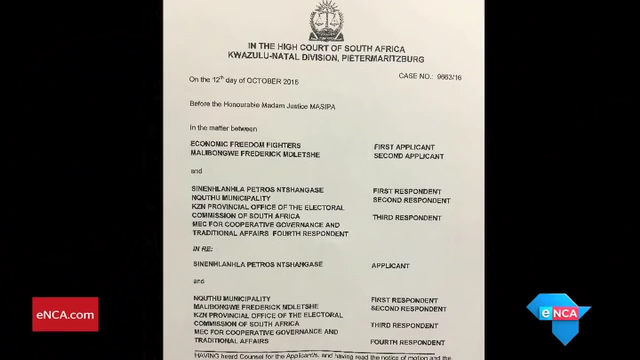 IN THE HIGH COURT OF SOUTH AFRICA
KWAZULU-NATAL DIVISION, PIETERMARITZBURG
CASE NO.: 9663/16
On the 12th day of OCTOBER 2016
Before the Honourable Madam Justice MASIPA
In the matter between
ECONOMIC FREEDOM FIGHTERS FIRST APPLICANT
MALIBONGWE FREDERICK MDLETSHE SECOND APPLICANT
and
SINENHLANHLA PETROS NTSHANGASE FIRST RESPONDENT
NQUTHU MUNICIPALITY SECOND RESPONDENT
KZN PROVINCIAL OFFICE OF THE ELECTORAL
COMMISSION OF SOUTH AFRICA THIRD RESPONDENT
MEC FOR COOPERATIVE GOVERNANCE AND
TRADITIONAL AFFAIRS FOURTH RESPONDENT
IN RE:
SINENHLANHLA PETROS NTSHANGASE APPLICANT
and
NQUTHU MUNICIPALITY FIRST RESPONDENT
MALIBONGWE FREDERICK MDLETSHE SECOND RESPONDENT
KZN PROVINCIAL OFFICE OF THE ELECTORAL
COMMISSION OF SOUTH AFRICA THIRD RESPONDENT
MEC FOR COOPERATIVE GOVERNANCE AND
TRADITIONAL AFFAIRS FOURTH RESPONDENT
HAVING heard Counsel for the Applicant/s, and having read the notice of motion and the
eNCA.com
eNCA